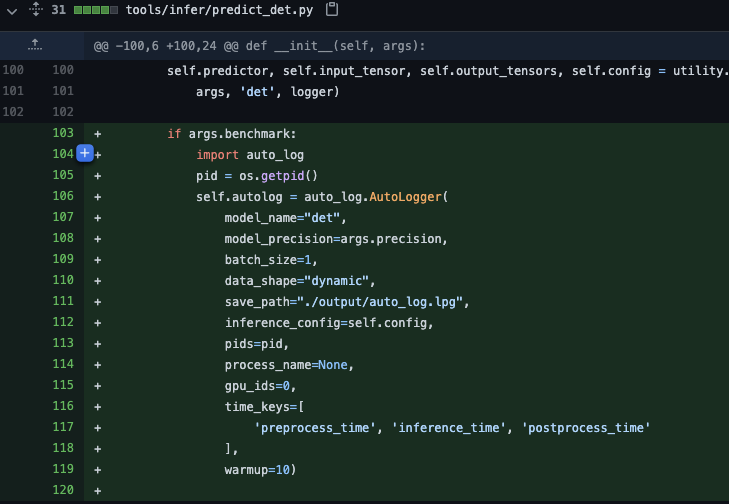 31 tools/infer/predict_det.py
@@ -100,6 +100,24 @@ def __init__(self, args):
100 100 self.predictor, self.input_tensor, self.output_tensors, self.config = utility.
101 101 args, 'det', logger)
102 102
103 + if args.benchmark:
104 + import auto_log
105 + pid = os.getpid()
106 + self.autolog = auto_log.AutoLogger(
107 + model_name="det",
108 + model_precision=args.precision,
109 + batch_size=1,
110 + data_shape="dynamic",
111 + save_path="./output/auto_log.lpg",
112 + inference_config=self.config,
113 + pids=pid,
114 + process_name=None,
115 + gpu_ids=0,
116 + time_keys=[
117 + 'preprocess_time', 'inference_time', 'postprocess_time'
118 + ],
119 + warmup=10)
120 +